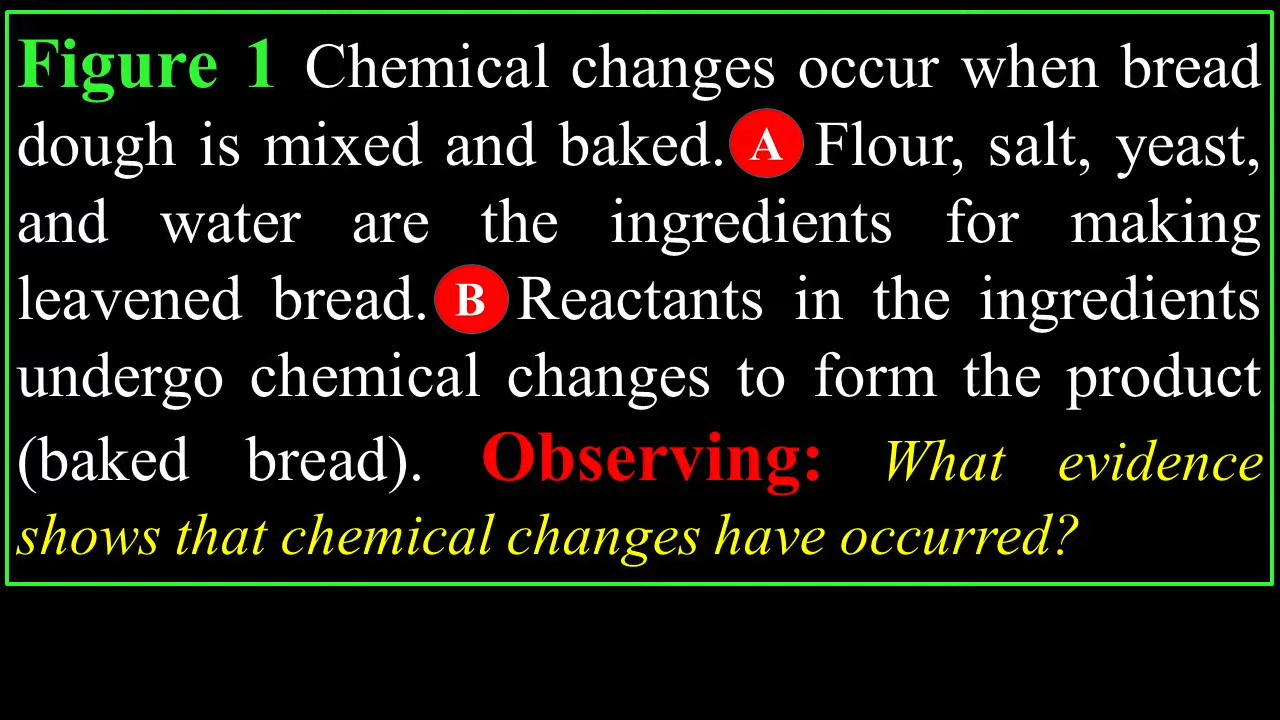 Figure 1 Chemical changes occur when bread
dough is mixed and baked. A Flour, salt, yeast,
and water are the ingredients for making
leavened bread. B Reactants in the ingredients
undergo chemical changes to form the product
(baked bread). Observing: What evidence
shows that chemical changes have occurred?